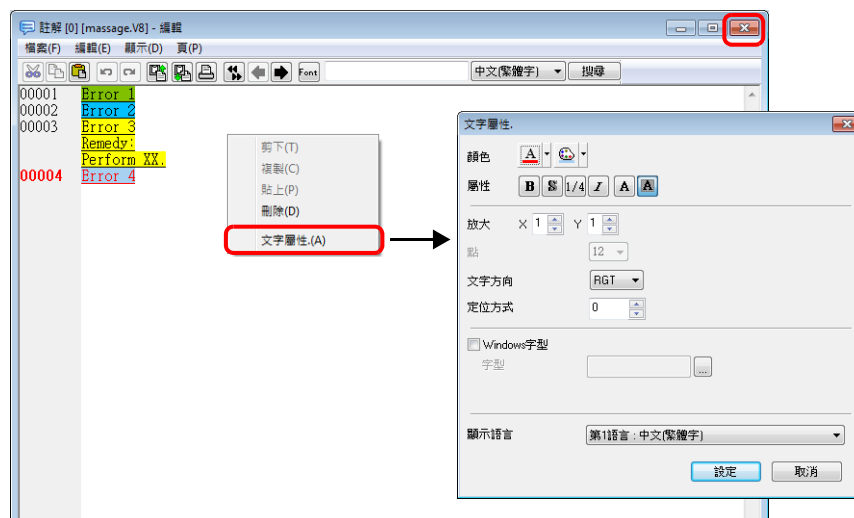 註解 [0] [massage.V8] - 編輯
檔案(F) 編輯(E) 顯示(D) 頁(P)
Font 中文(繁體字) 搜尋
00001 Error 1
00002 Error 2
00003 Error 3
Remedy:
Perform XX.
00004 Error 4
剪下(T)
複製(C)
貼上(P)
刪除(D)
文字屬性.(A)
文字屬性.
顏色 A
屬性 B S 1/4 I A A
放大 X 1 Y 1
點 12
文字方向 RGT
定位方式 0
Windows字型
字型 ...
顯示語言 第1語言 : 中文(繁體字)
設定 取消